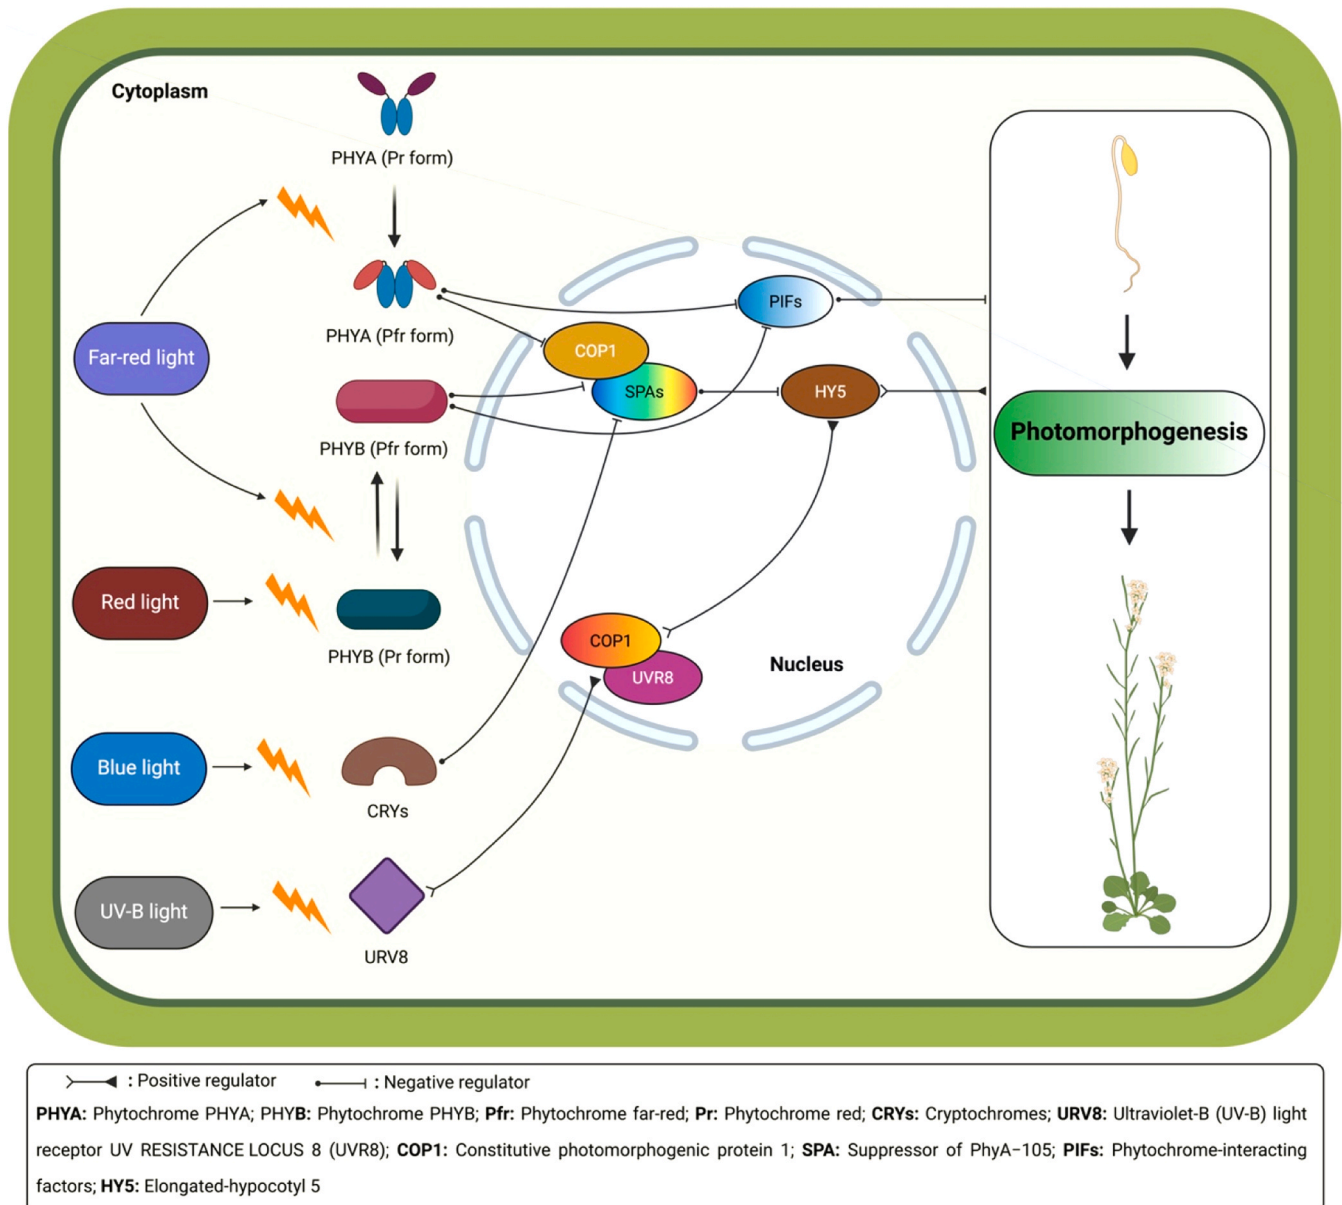 Cytoplasm
PHYA (Pr form)
PHYA (Pfr form)
Far-red light
PHYB (Pfr form)
Red light
PHYB (Pr form)
Blue light
CRYs
UV-B light
URV8
PIFs
COP1
SPAs
HY5
COP1
UVR8
Nucleus
Photomorphogenesis
: Positive regulator : Negative regulator
PHYA: Phytochrome PHYA; PHYB: Phytochrome PHYB; Pfr: Phytochrome far-red; Pr: Phytochrome red; CRYs: Cryptochromes; URV8: Ultraviolet-B (UV-B) light
receptor UV RESISTANCE LOCUS 8 (UVR8); COP1: Constitutive photomorphogenic protein 1; SPA: Suppressor of PhyA−105; PIFs: Phytochrome-interacting
factors; HY5: Elongated-hypocotyl 5